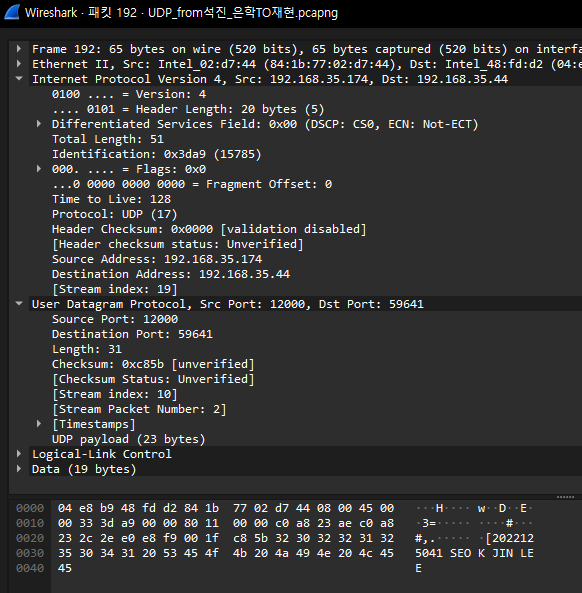 Wireshark · 패킷 192 · UDP_from석진_은학TO재현.pcapng
Frame 192: 65 bytes on wire (520 bits), 65 bytes captured (520 bits) on interfa
Ethernet II, Src: Intel_02:d7:44 (84:1b:77:02:d7:44), Dst: Intel_48:fd:d2 (04:e
Internet Protocol Version 4, Src: 192.168.35.174, Dst: 192.168.35.44
0100 .... = Version: 4
.... 0101 = Header Length: 20 bytes (5)
Differentiated Services Field: 0x00 (DSCP: CS0, ECN: Not-ECT)
Total Length: 51
Identification: 0x3da9 (15785)
000. .... = Flags: 0x0
...0 0000 0000 0000 = Fragment Offset: 0
Time to Live: 128
Protocol: UDP (17)
Header Checksum: 0x0000 [validation disabled]
[Header checksum status: Unverified]
Source Address: 192.168.35.174
Destination Address: 192.168.35.44
[Stream index: 19]
User Datagram Protocol, Src Port: 12000, Dst Port: 59641
Source Port: 12000
Destination Port: 59641
Length: 31
Checksum: 0xc85b [unverified]
[Checksum Status: Unverified]
[Stream index: 10]
[Stream Packet Number: 2]
[Timestamps]
UDP payload (23 bytes)
Logical-Link Control
Data (19 bytes)
0000 04 e8 b9 48 fd d2 84 1b 77 02 d7 44 08 00 45 00 ···H···· w··D··E·
0010 00 33 3d a9 00 00 80 11 00 00 c0 a8 23 ae c0 a8 ·3=····· ····#···
0020 23 2c 2e e0 e8 f9 00 1f c8 5b 32 30 32 32 31 32 #,.····· ·[202212
0030 35 30 34 31 20 53 45 4f 4b 20 4a 49 4e 20 4c 45 5041 SEO K JIN LE
0040 45 E